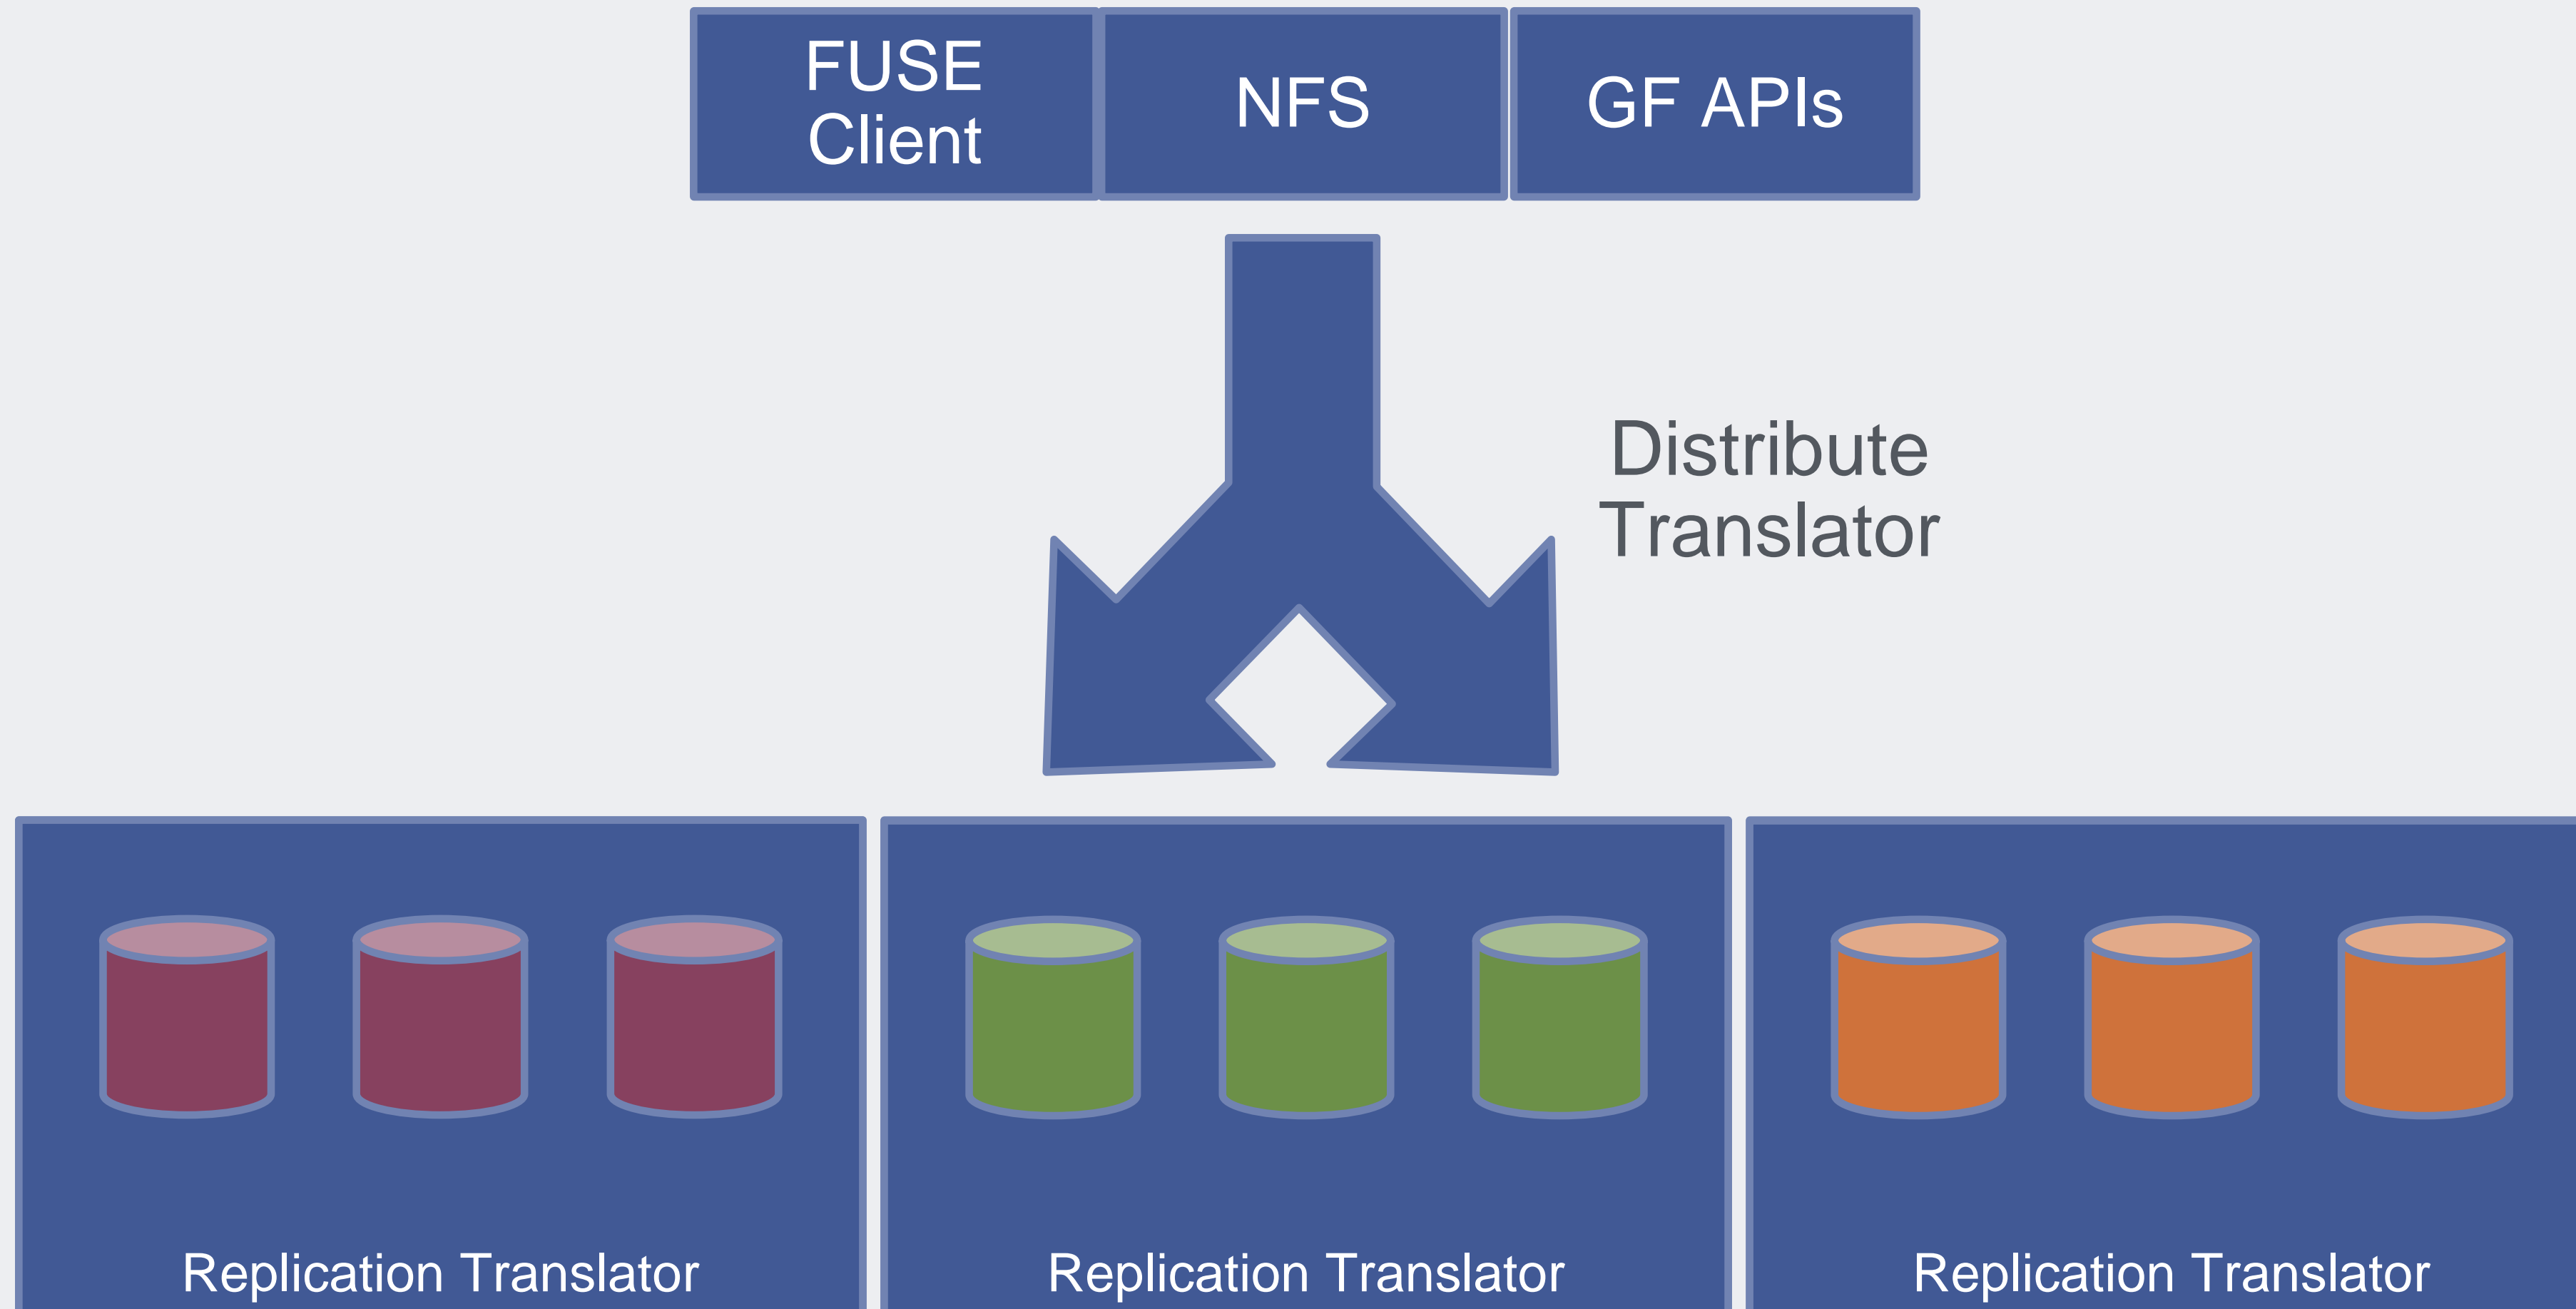 FUSE
Client
NFS
GF APIs
Distribute
Translator
Replication Translator
Replication Translator
Replication Translator